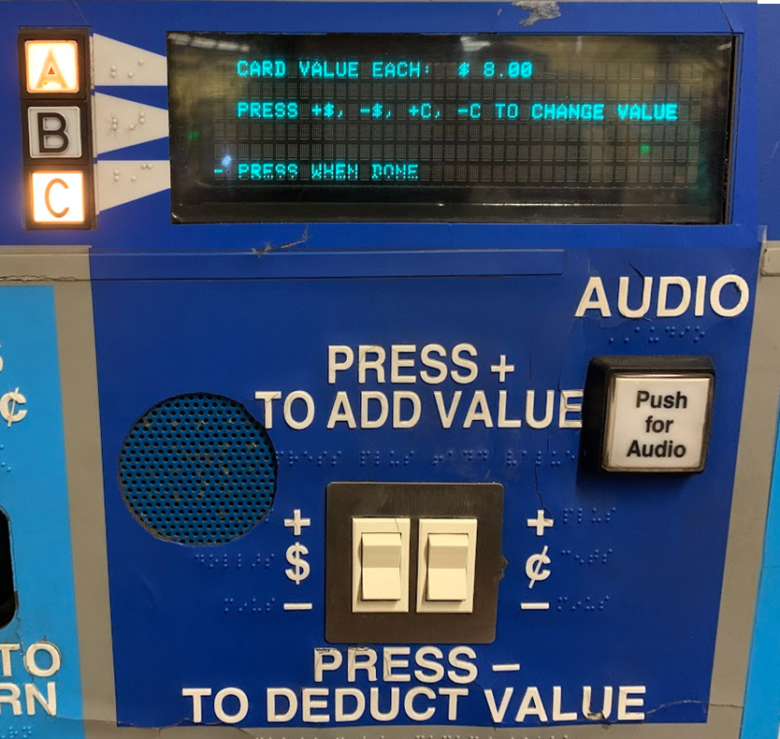 A
B
C
CARD VALUE EACH: $ 8.00
PRESS +$, -$, +C, -C TO CHANGE VALUE
- PRESS WHEN DONE
AUDIO
PRESS +
TO ADD VALUE
Push
for
Audio
¢
+
$
–
+
¢
–
TO
RN
PRESS –
TO DEDUCT VALUE